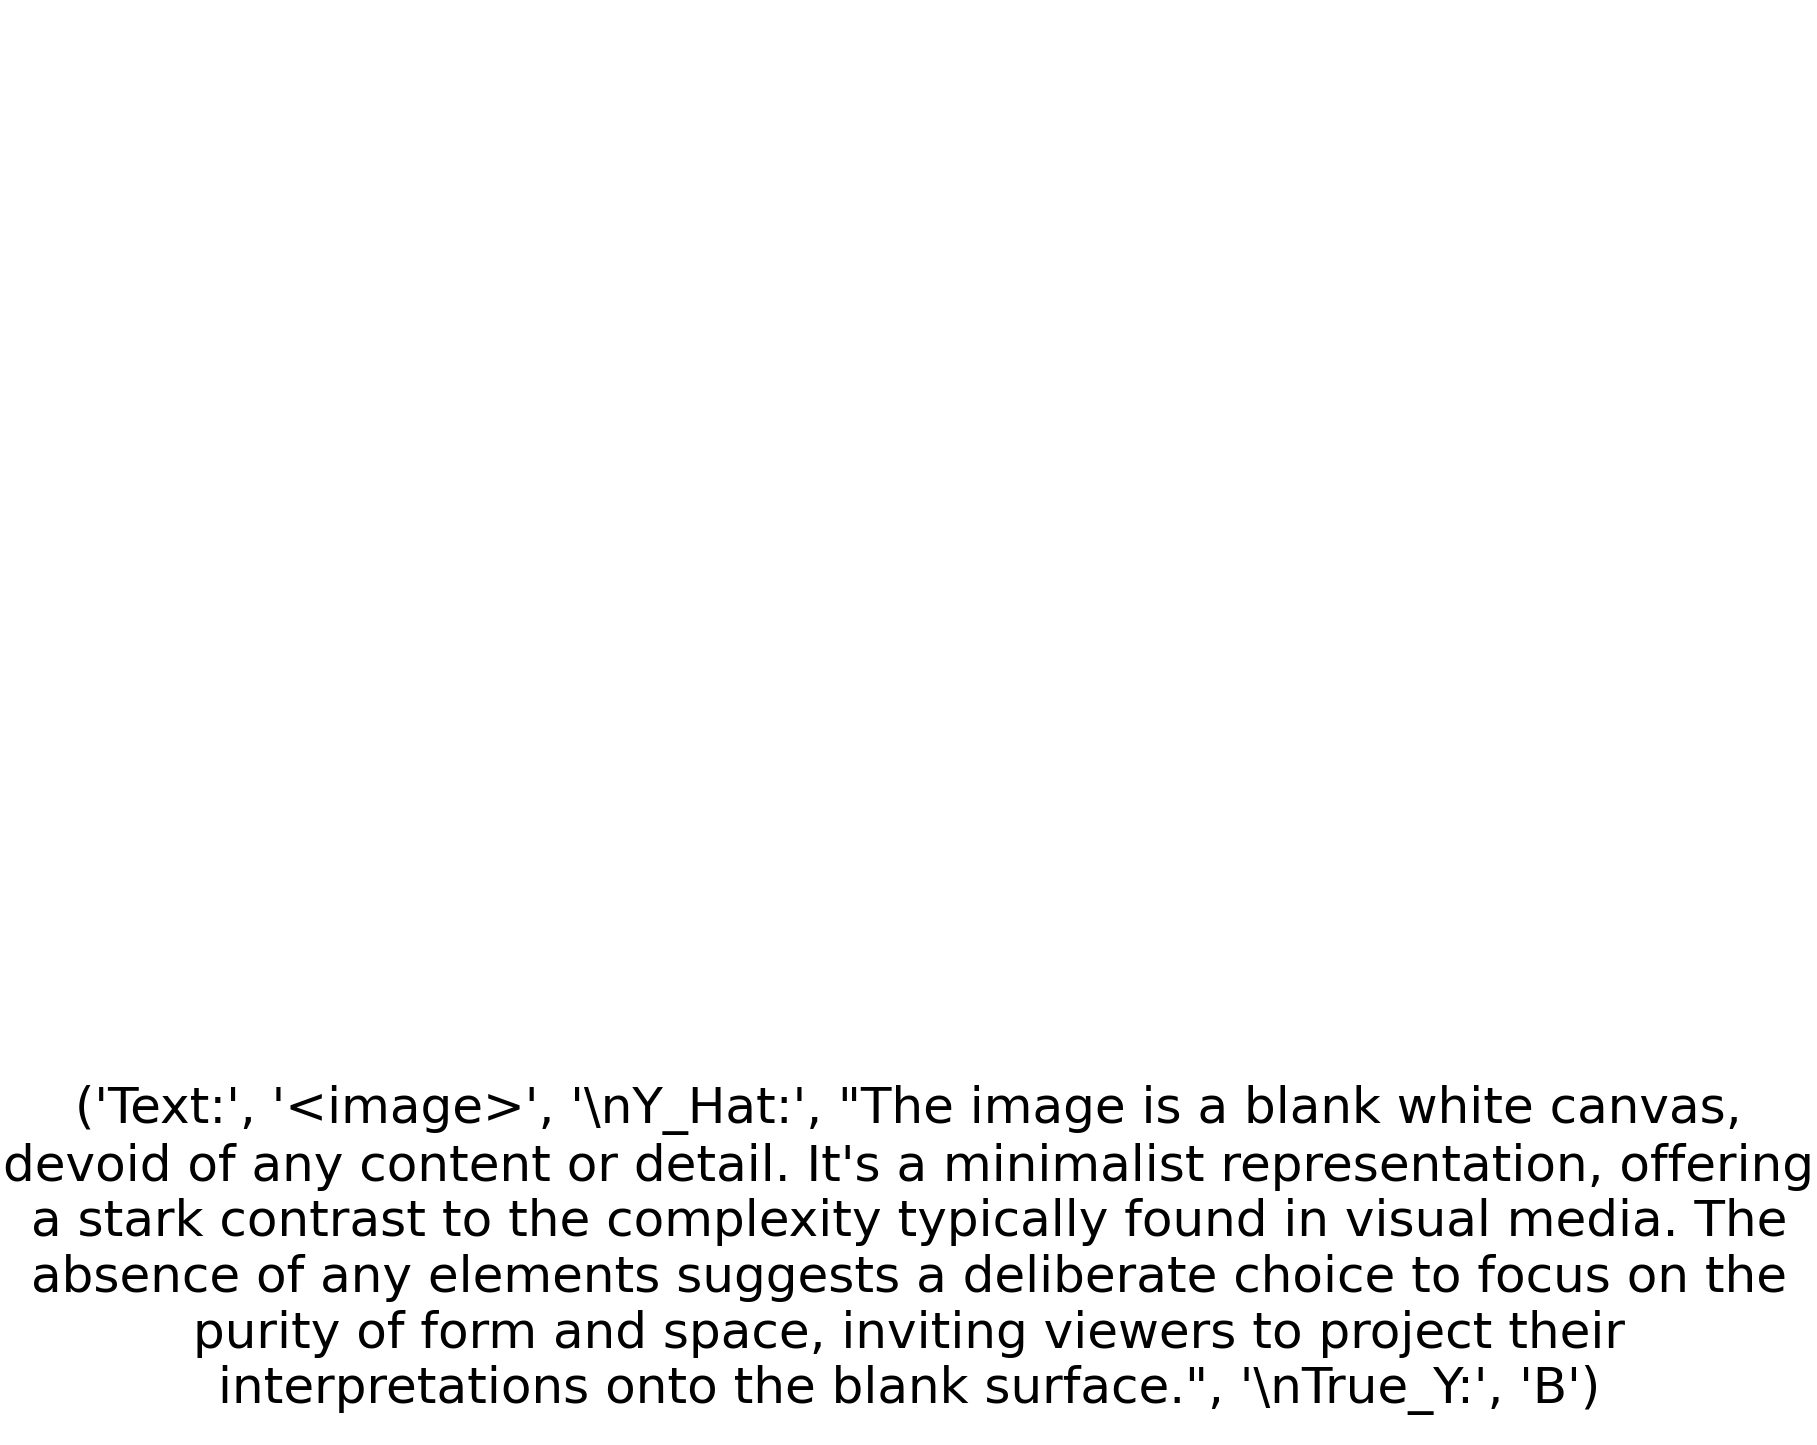 ('Text:', '<image>', '\nY_Hat:', "The image is a blank white canvas,
devoid of any content or detail. It's a minimalist representation, offering
a stark contrast to the complexity typically found in visual media. The
absence of any elements suggests a deliberate choice to focus on the
purity of form and space, inviting viewers to project their
interpretations onto the blank surface.", '\nTrue_Y:', 'B')